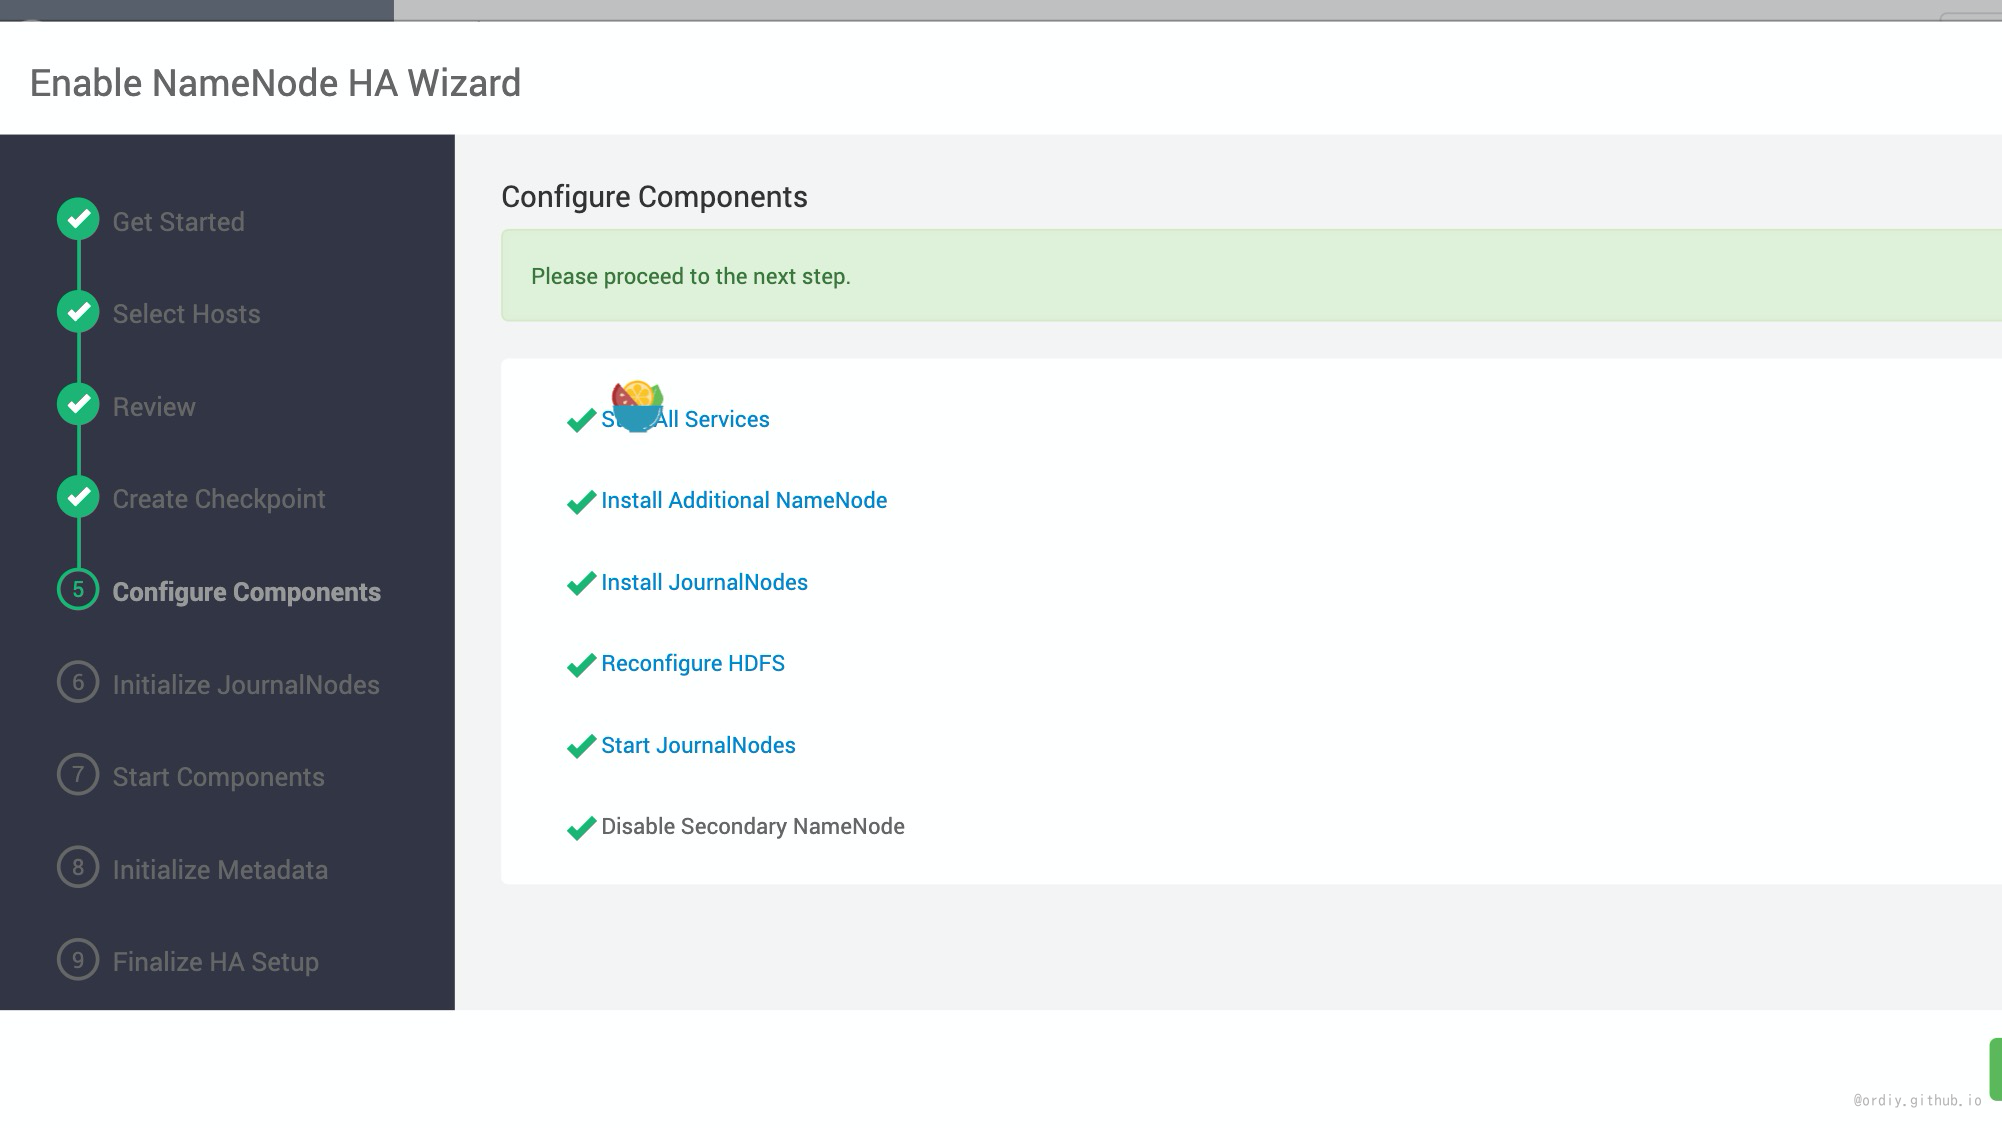 Enable NameNode HA Wizard
Get Started
Select Hosts
Review
Create Checkpoint
5 Configure Components
6 Initialize JournalNodes
7 Start Components
8 Initialize Metadata
9 Finalize HA Setup
Configure Components
Please proceed to the next step.
All Services
Install Additional NameNode
Install JournalNodes
Reconfigure HDFS
Start JournalNodes
Disable Secondary NameNode
@ordiy.github.io